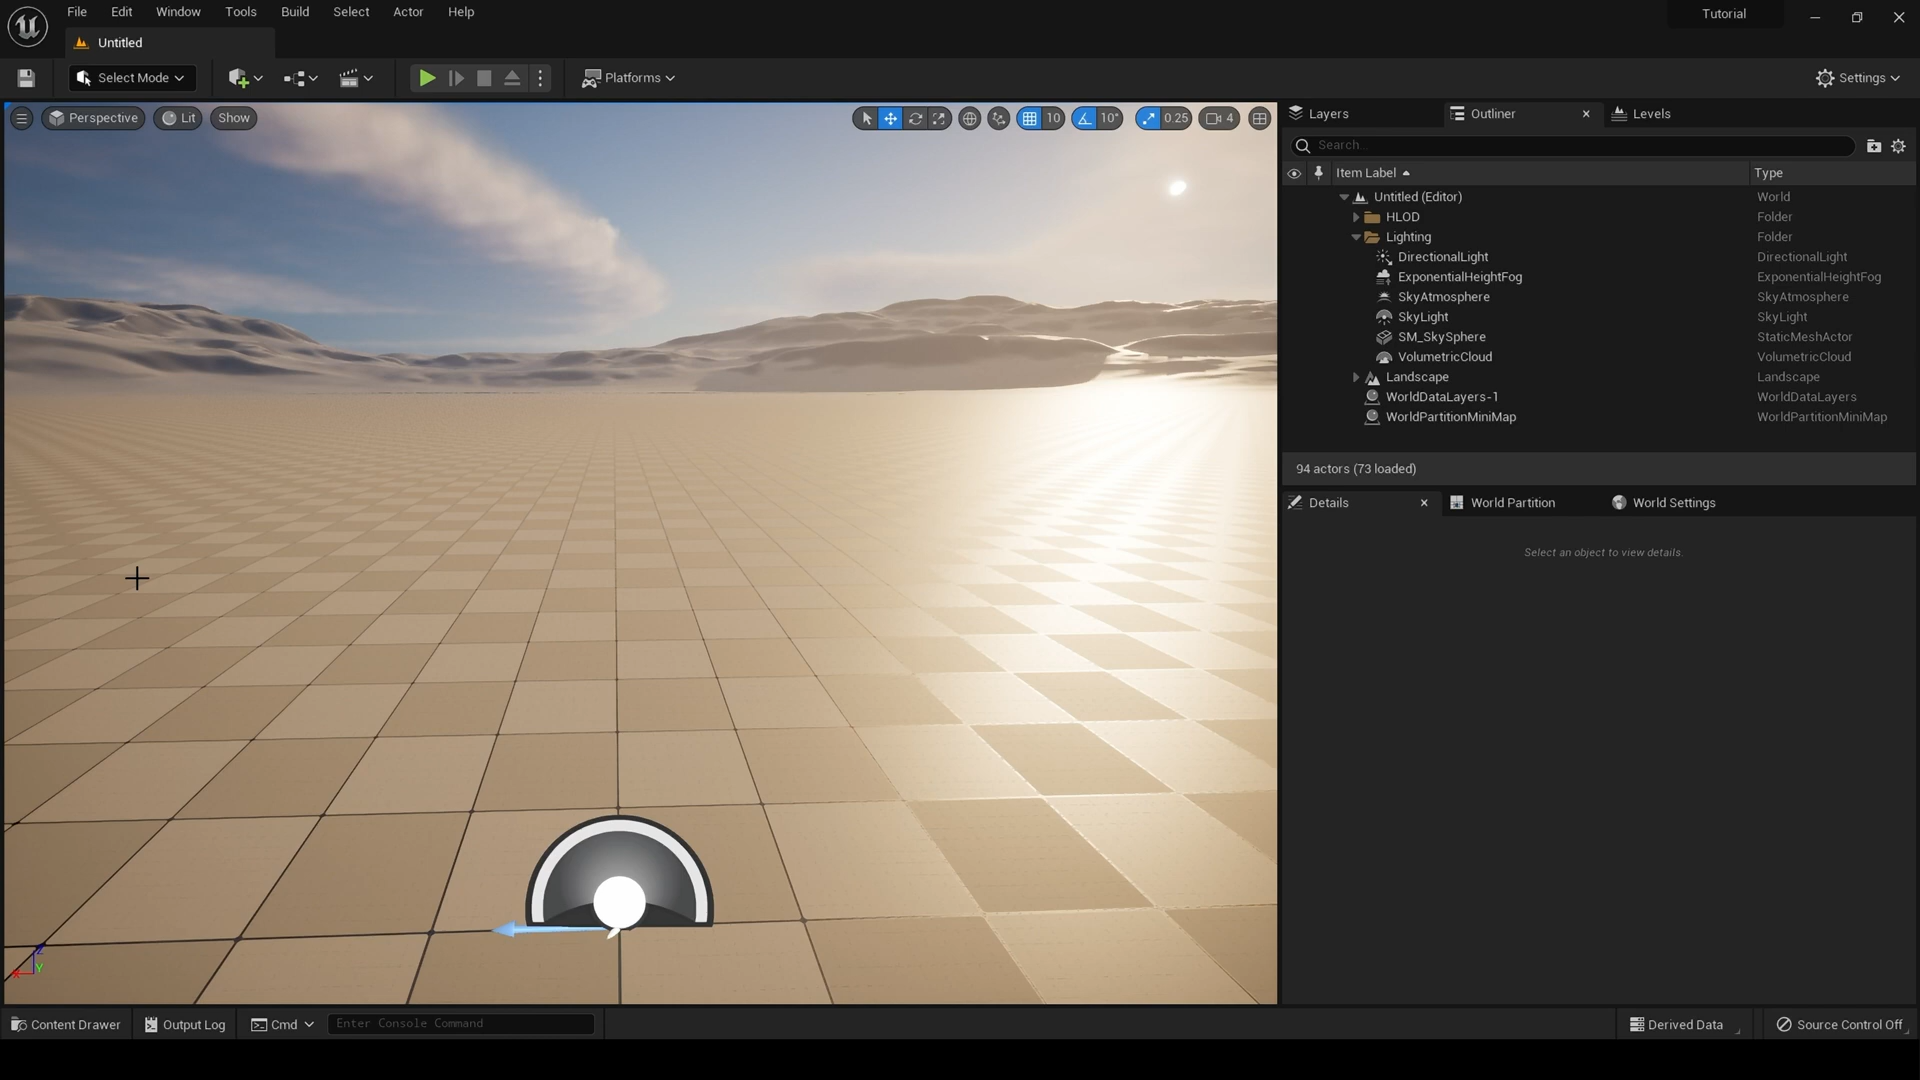 File Edit Window Tools Build Select Actor Help
Tutorial
Untitled
Select Mode
Platforms
Settings
Perspective Lit Show
10 10° 0.25 4
Layers Outliner Levels
Search...
Item Label Type
Untitled (Editor) World
HLOD Folder
Lighting Folder
DirectionalLight DirectionalLight
ExponentialHeightFog ExponentialHeightFog
SkyAtmosphere SkyAtmosphere
SkyLight SkyLight
SM_SkySphere StaticMeshActor
VolumetricCloud VolumetricCloud
Landscape Landscape
WorldDataLayers-1 WorldDataLayers
WorldPartitionMiniMap WorldPartitionMiniMap
94 actors (73 loaded)
Details World Partition World Settings
Select an object to view details.
Z
X Y
Content Drawer Output Log Cmd Enter Console Command
Derived Data Source Control Off